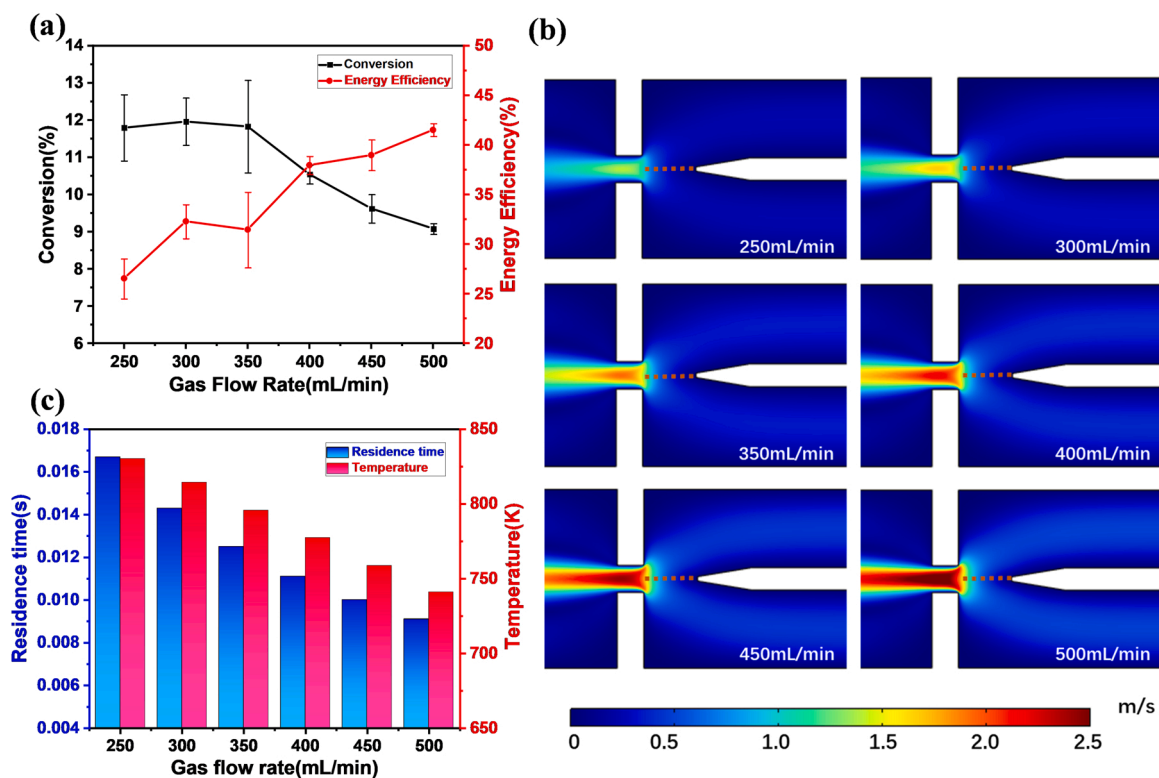 (a)
14
13
12
11
10
9
8
7
6
Conversion(%)
50
45
40
35
30
25
20
Energy Efficiency(%)
Conversion
Energy Efficiency
250 300 350 400 450 500
Gas Flow Rate(mL/min)
(b)
250mL/min
300mL/min
350mL/min
400mL/min
450mL/min
500mL/min
m/s
0 0.5 1.0 1.5 2.0 2.5
(c)
0.018
0.016
0.014
0.012
0.010
0.008
0.006
0.004
Residence time(s)
850
800
750
700
650
Temperature(K)
Residence time
Temperature
250 300 350 400 450 500
Gas flow rate(mL/min)